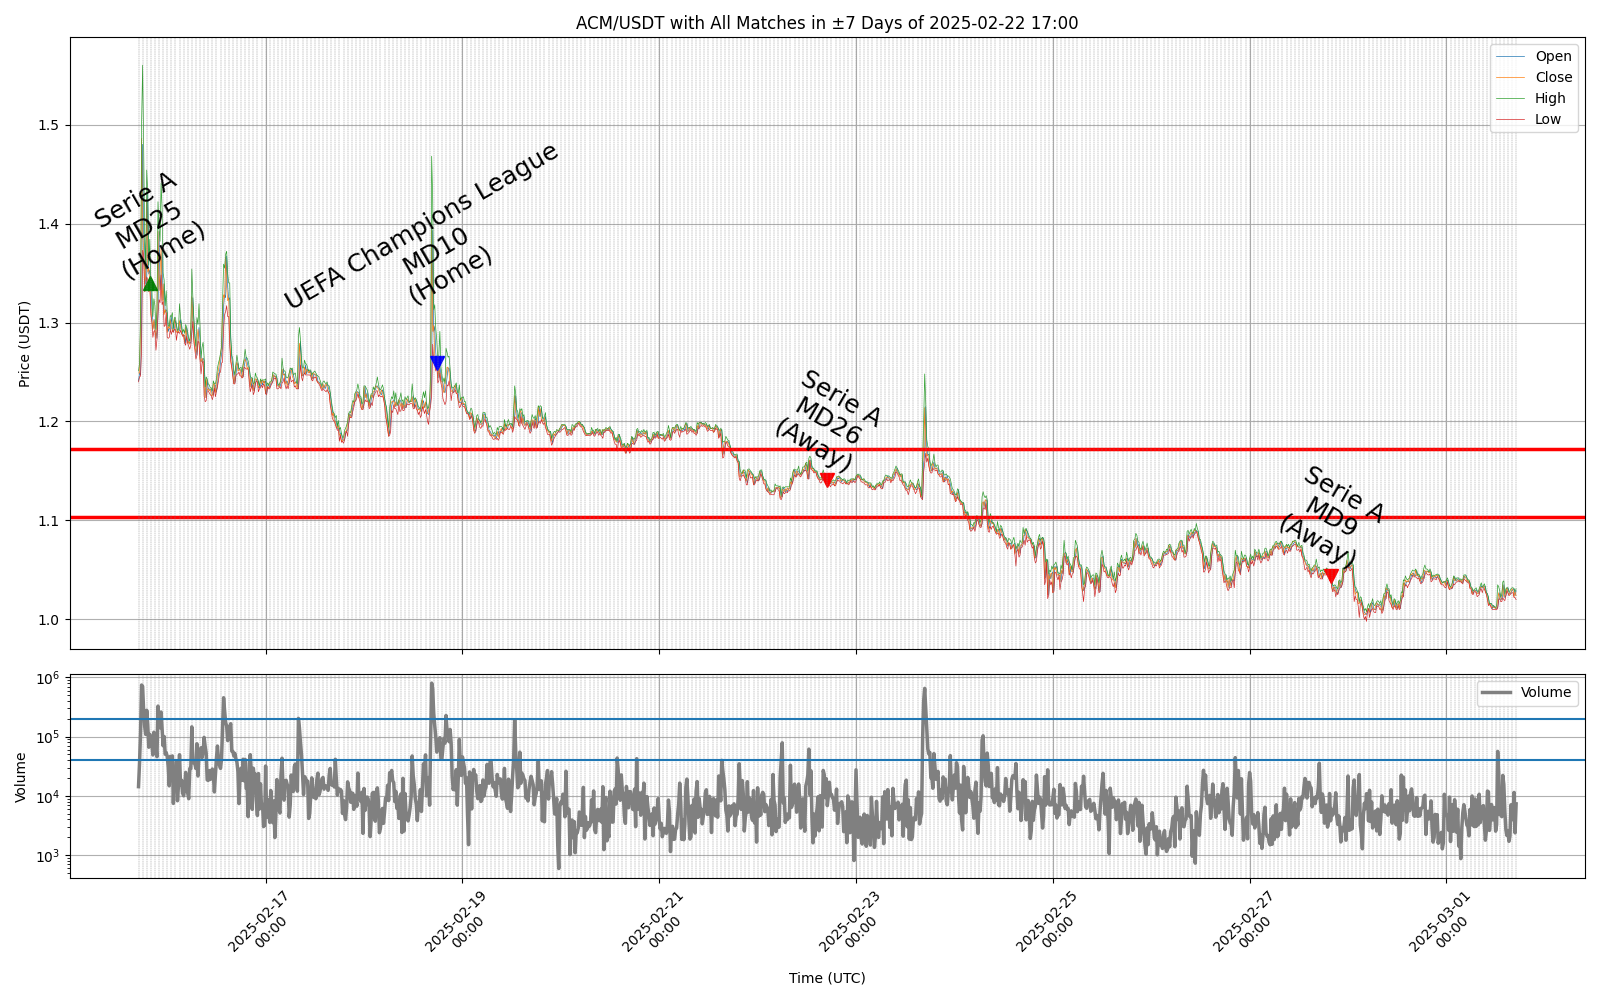 ACM/USDT with All Matches in ±7 Days of 2025-02-22 17:00
Open
Close
High
Low
Price (USDT)
1.5
1.4
1.3
1.2
1.1
1.0
Serie A
MD25
(Home)
UEFA Champions League
MD10
(Home)
Serie A
MD26
(Away)
Serie A
MD9
(Away)
Volume
Volume
10⁶
10⁵
10⁴
10³
2025-02-17
00:00
2025-02-19
00:00
2025-02-21
00:00
2025-02-23
00:00
2025-02-25
00:00
2025-02-27
00:00
2025-03-01
00:00
Time (UTC)